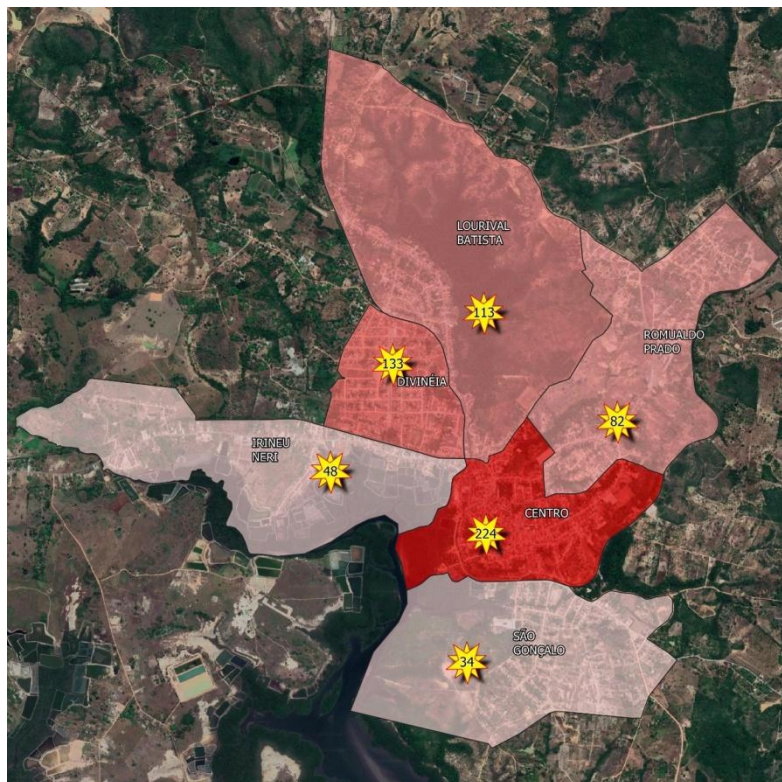 LOURIVAL
BATISTA
113
ROMUALDO
PRADO
133
DIVINÉIA
82
IRINEU
NERI
48
CENTRO
224
SÃO
GONÇALO
34